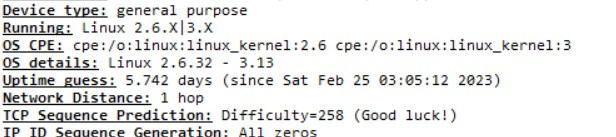 Device type: general purpose
Running: Linux 2.6.X|3.X
OS CPE: cpe:/o:linux:linux_kernel:2.6 cpe:/o:linux:linux_kernel:3
OS details: Linux 2.6.32 - 3.13
Uptime guess: 5.742 days (since Sat Feb 25 03:05:12 2023)
Network Distance: 1 hop
TCP Sequence Prediction: Difficulty=258 (Good luck!)
IP ID Sequence Generation: All zeros